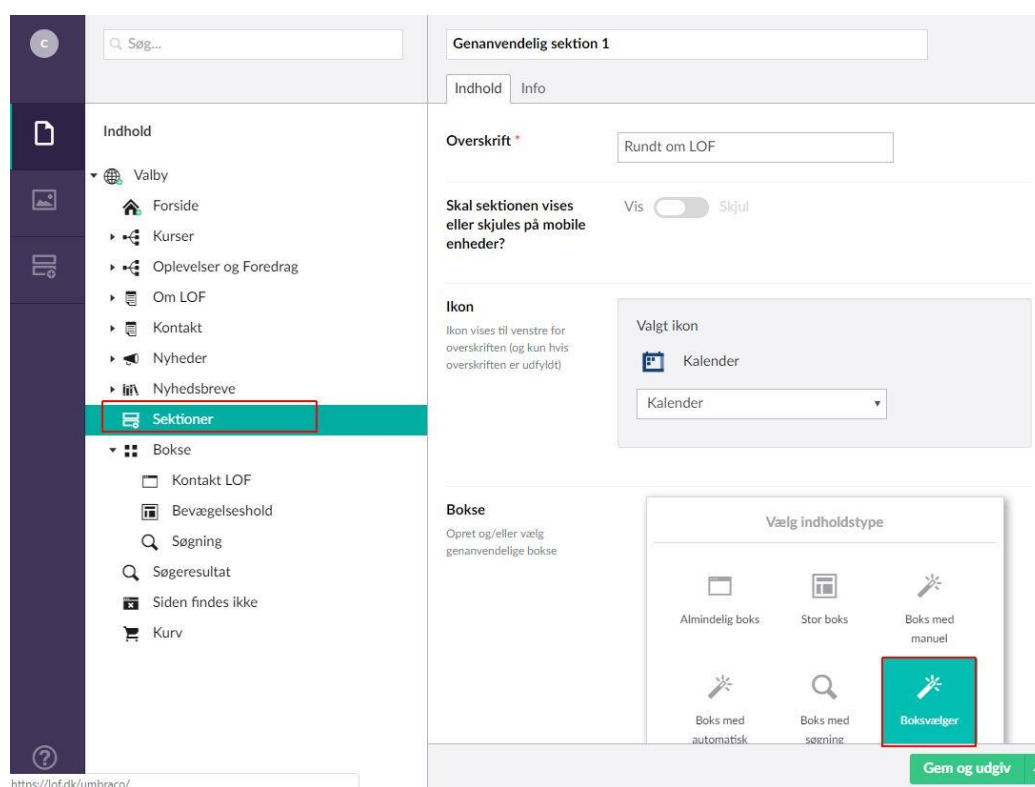 C
Søg...
Indhold
Valby
Forside
Kurser
Oplevelser og Foredrag
Om LOF
Kontakt
Nyheder
Nyhedsbreve
Sektioner
Bokse
Kontakt LOF
Bevægelseshold
Søgning
Søgeresultat
Siden findes ikke
Kurv
https://lof.dk/umbraco/
Genanvendelig sektion 1
Indhold Info
Overskrift *
Rundt om LOF
Skal sektionen vises
eller skjules på mobile
enheder?
Vis Skjul
Ikon
Ikon vises til venstre for
overskriften (og kun hvis
overskriften er udfyldt)
Valgt ikon
Kalender
Kalender
Bokse
Opret og/eller vælg
genanvendelige bokse
Vælg indholdstype
Almindelig boks
Stor boks
Boks med
manuel
Boks med
automatisk
Boks med
søgning
Boksvælger
Gem og udgiv